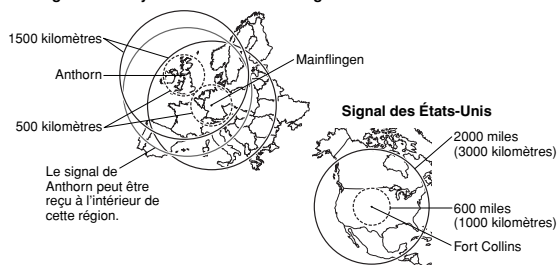 1500 kilomètres
Anthorn
Mainflingen
500 kilomètres
Le signal de
Anthorn peut être
reçu à l'intérieur de
cette région.
Signal des États-Unis
2000 miles
(3000 kilomètres)
600 miles
(1000 kilomètres)
Fort Collins